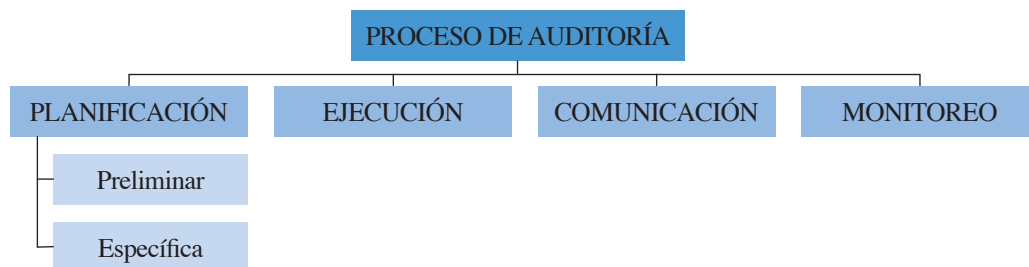 PROCESO DE AUDITORÍA
PLANIFICACIÓN
EJECUCIÓN
COMUNICACIÓN
MONITOREO
Preliminar
Específica